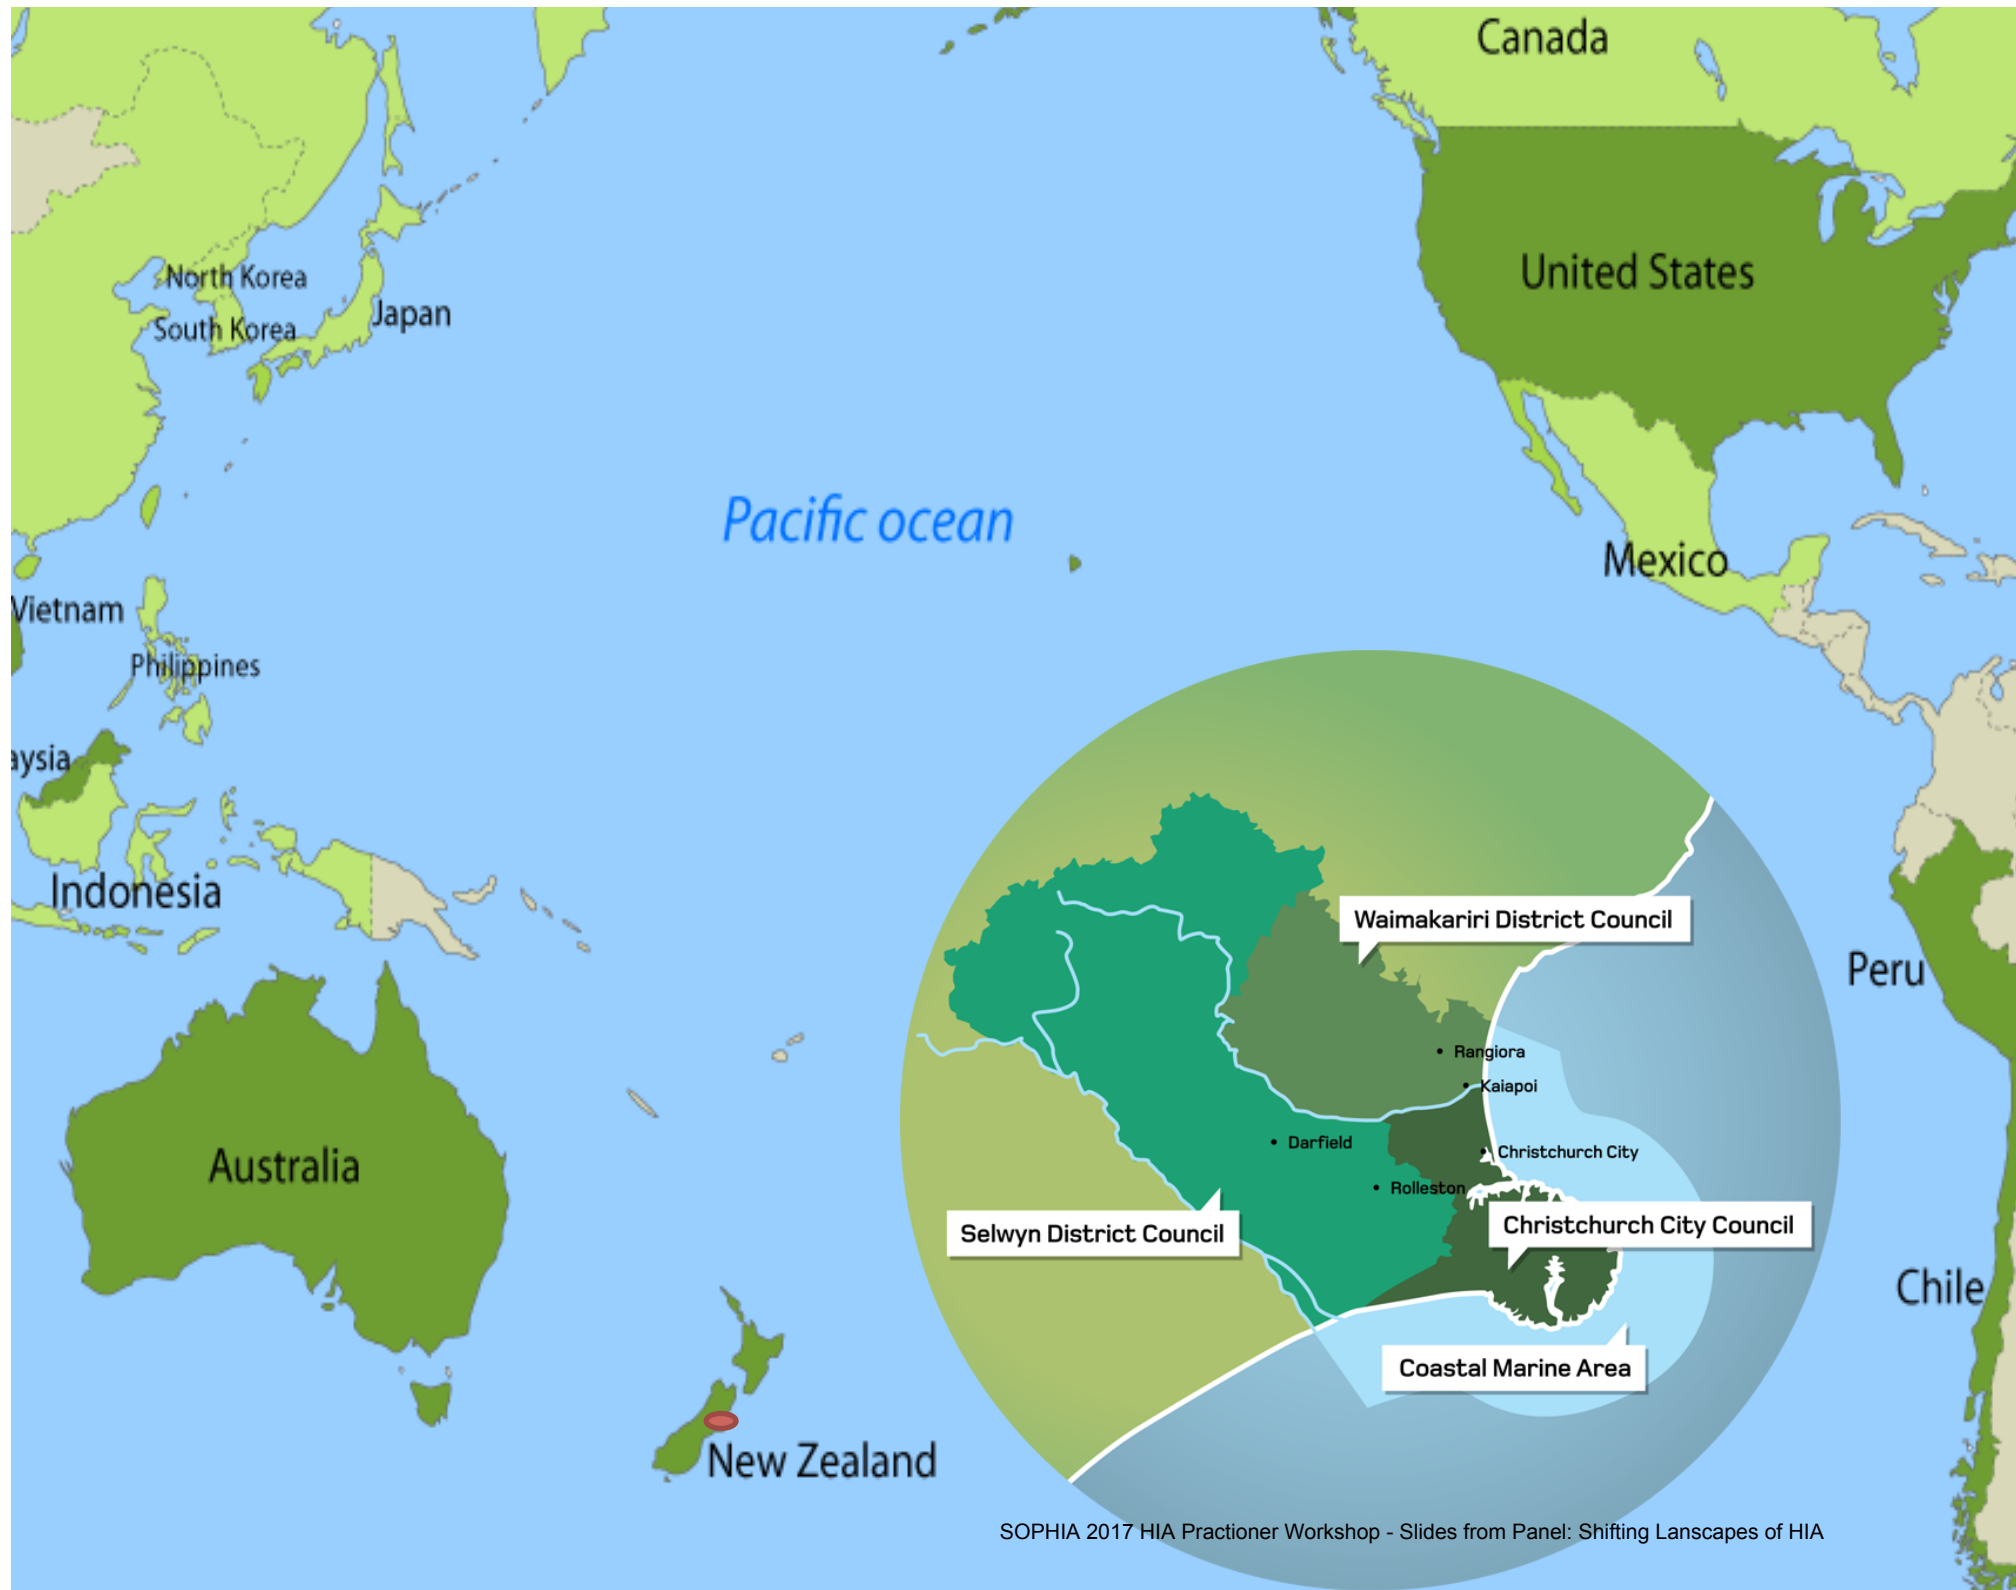 Canada
United States
North Korea
South Korea
Japan
Pacific ocean
Mexico
Vietnam
Philippines
aysia
Indonesia
Waimakariri District Council
Peru
Rangiora
Kaiapoi
Darfield
Christchurch City
Australia
Rolleston
Selwyn District Council
Christchurch City Council
Chile
Coastal Marine Area
New Zealand
SOPHIA 2017 HIA Practioner Workshop - Slides from Panel: Shifting Lanscapes of HIA